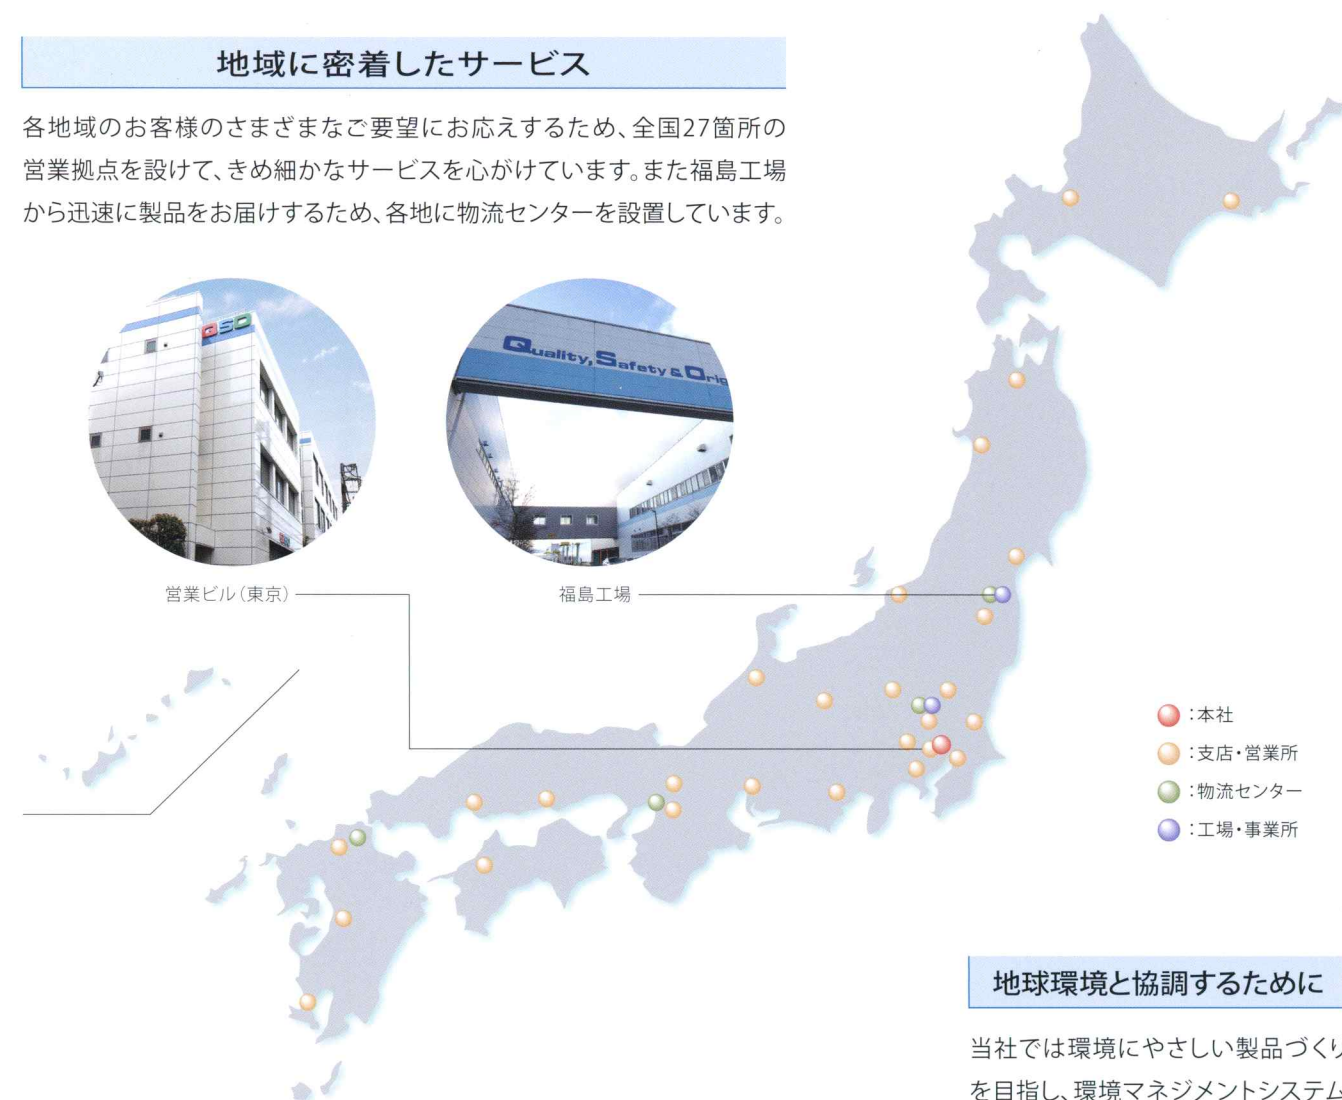 地域に密着したサービス
各地域のお客様のさまざまなご要望にお応えするため、全国27箇所の
営業拠点を設けて、きめ細かなサービスを心がけています。また福島工場
から迅速に製品をお届けするため、各地に物流センターを設置しています。
QSO
Quality, Safety & Orig
営業ビル（東京）
福島工場
：本社
：支店・営業所
：物流センター
：工場・事業所
地球環境と協調するために
当社では環境にやさしい製品づくり
を目指し、環境マネジメントシステム